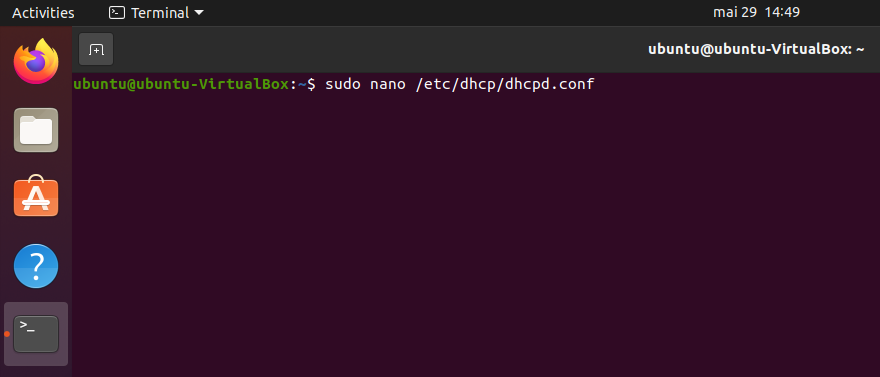 Activities Terminal mai 29 14:49
ubuntu@ubuntu-VirtualBox: ~
ubuntu@ubuntu-VirtualBox:~$ sudo nano /etc/dhcp/dhcpd.conf
>_